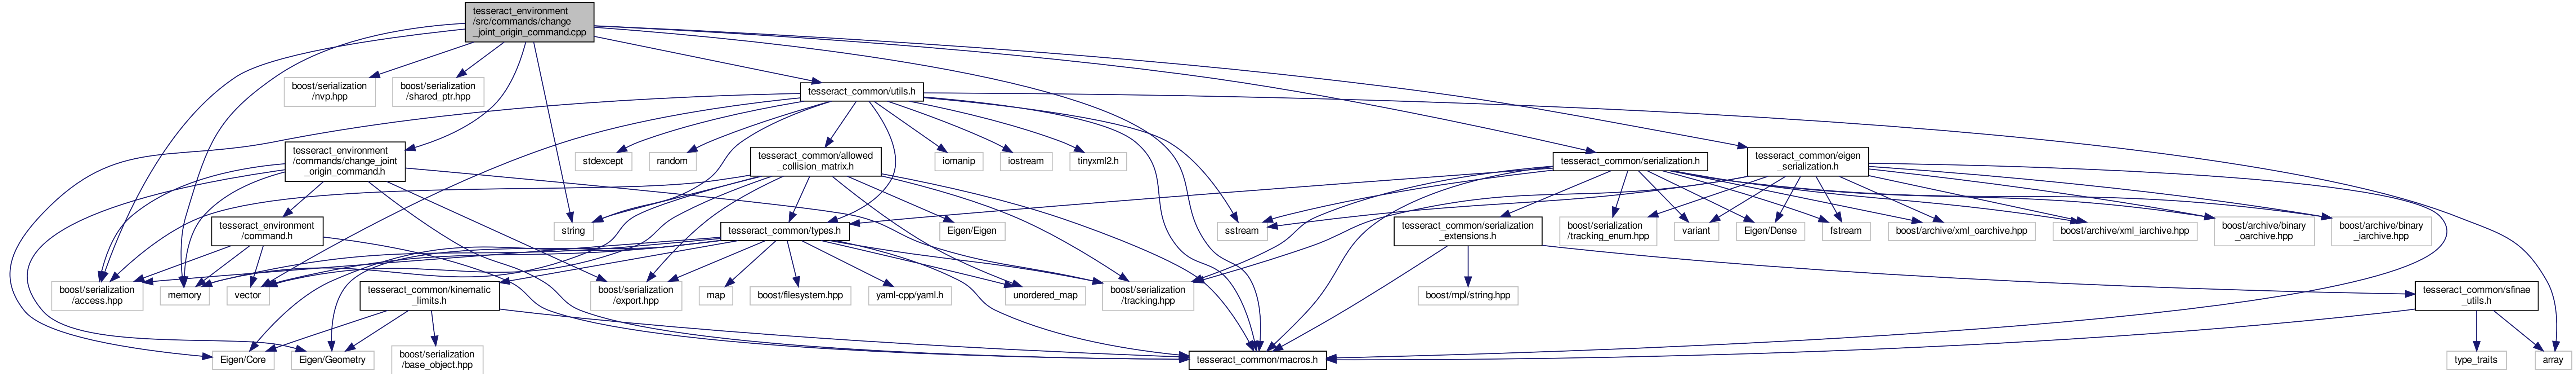 tesseract_environment
/src/commands/change
_joint_origin_command.cpp
boost/serialization
/nvp.hpp
boost/serialization
/shared_ptr.hpp
tesseract_common/utils.h
tesseract_environment
/commands/change_joint
_origin_command.h
stdexcept
random
tesseract_common/allowed
_collision_matrix.h
iomanip
iostream
tinyxml2.h
tesseract_common/serialization.h
tesseract_common/eigen
_serialization.h
tesseract_environment
/command.h
string
tesseract_common/types.h
Eigen/Eigen
sstream
tesseract_common/serialization
_extensions.h
boost/serialization
/tracking_enum.hpp
variant
Eigen/Dense
fstream
boost/archive/xml_oarchive.hpp
boost/archive/xml_iarchive.hpp
boost/archive/binary
_oarchive.hpp
boost/archive/binary
_iarchive.hpp
boost/serialization
/access.hpp
memory
vector
tesseract_common/kinematic
_limits.h
boost/serialization
/export.hpp
map
boost/filesystem.hpp
yaml-cpp/yaml.h
unordered_map
boost/serialization
/tracking.hpp
boost/mpl/string.hpp
tesseract_common/sfinae
_utils.h
Eigen/Core
Eigen/Geometry
boost/serialization
/base_object.hpp
tesseract_common/macros.h
type_traits
array